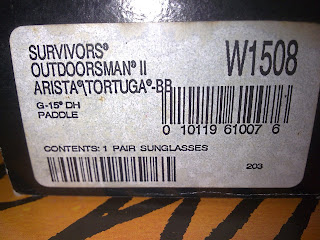 SURVIVORS®
OUTDOORSMAN® II
ARISTA®\TORTUGA®-BB
W1508
G-15® DH
PADDLE
0 10119 61007 6
CONTENTS: 1 PAIR SUNGLASSES
203